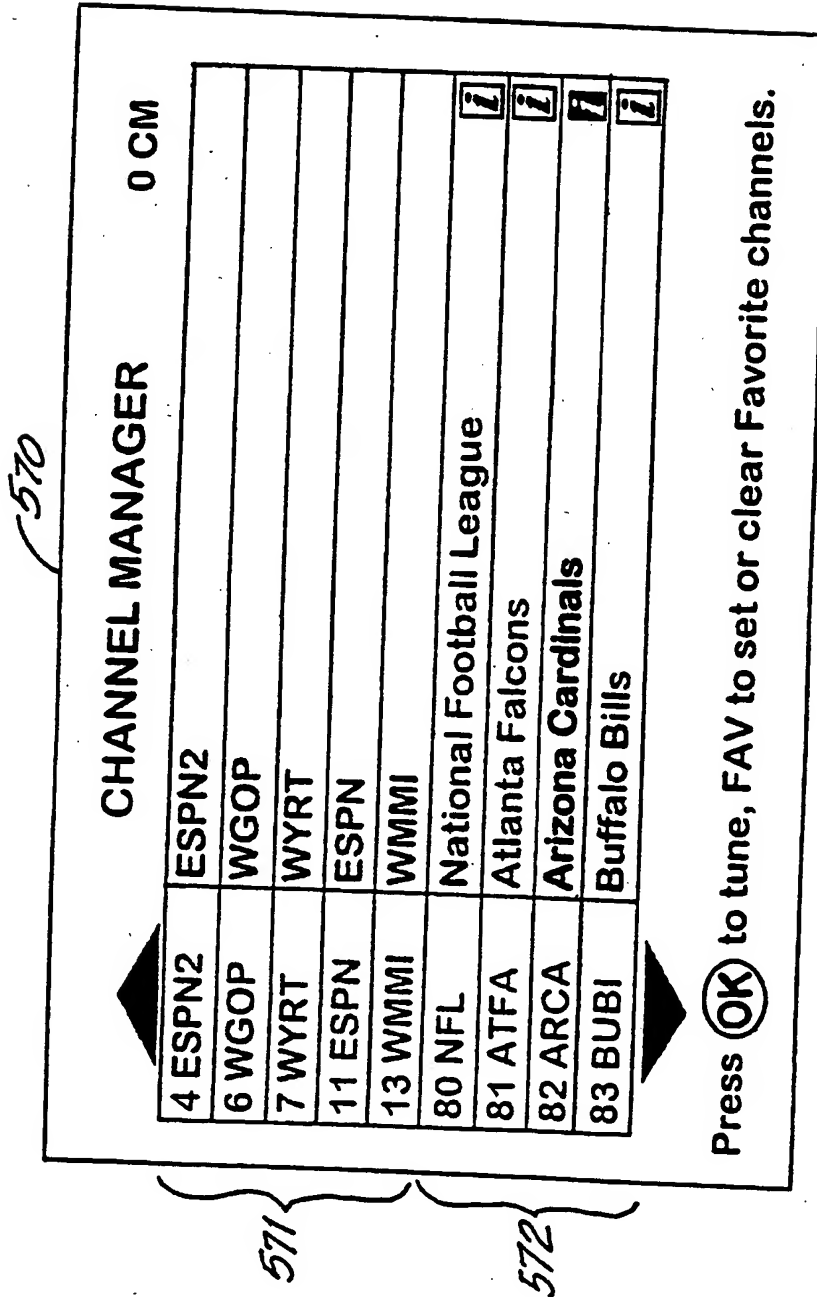 570
CHANNEL MANAGER 0 CM
4 ESPN2 ESPN2
6 WGOP WGOP
7 WYRT WYRT
11 ESPN ESPN
13 WMMI WMMI
80 NFL National Football League i
81 ATFA Atlanta Falcons i
82 ARCA Arizona Cardinals i
83 BUBI Buffalo Bills i
571
572
Press OK to tune, FAV to set or clear Favorite channels.